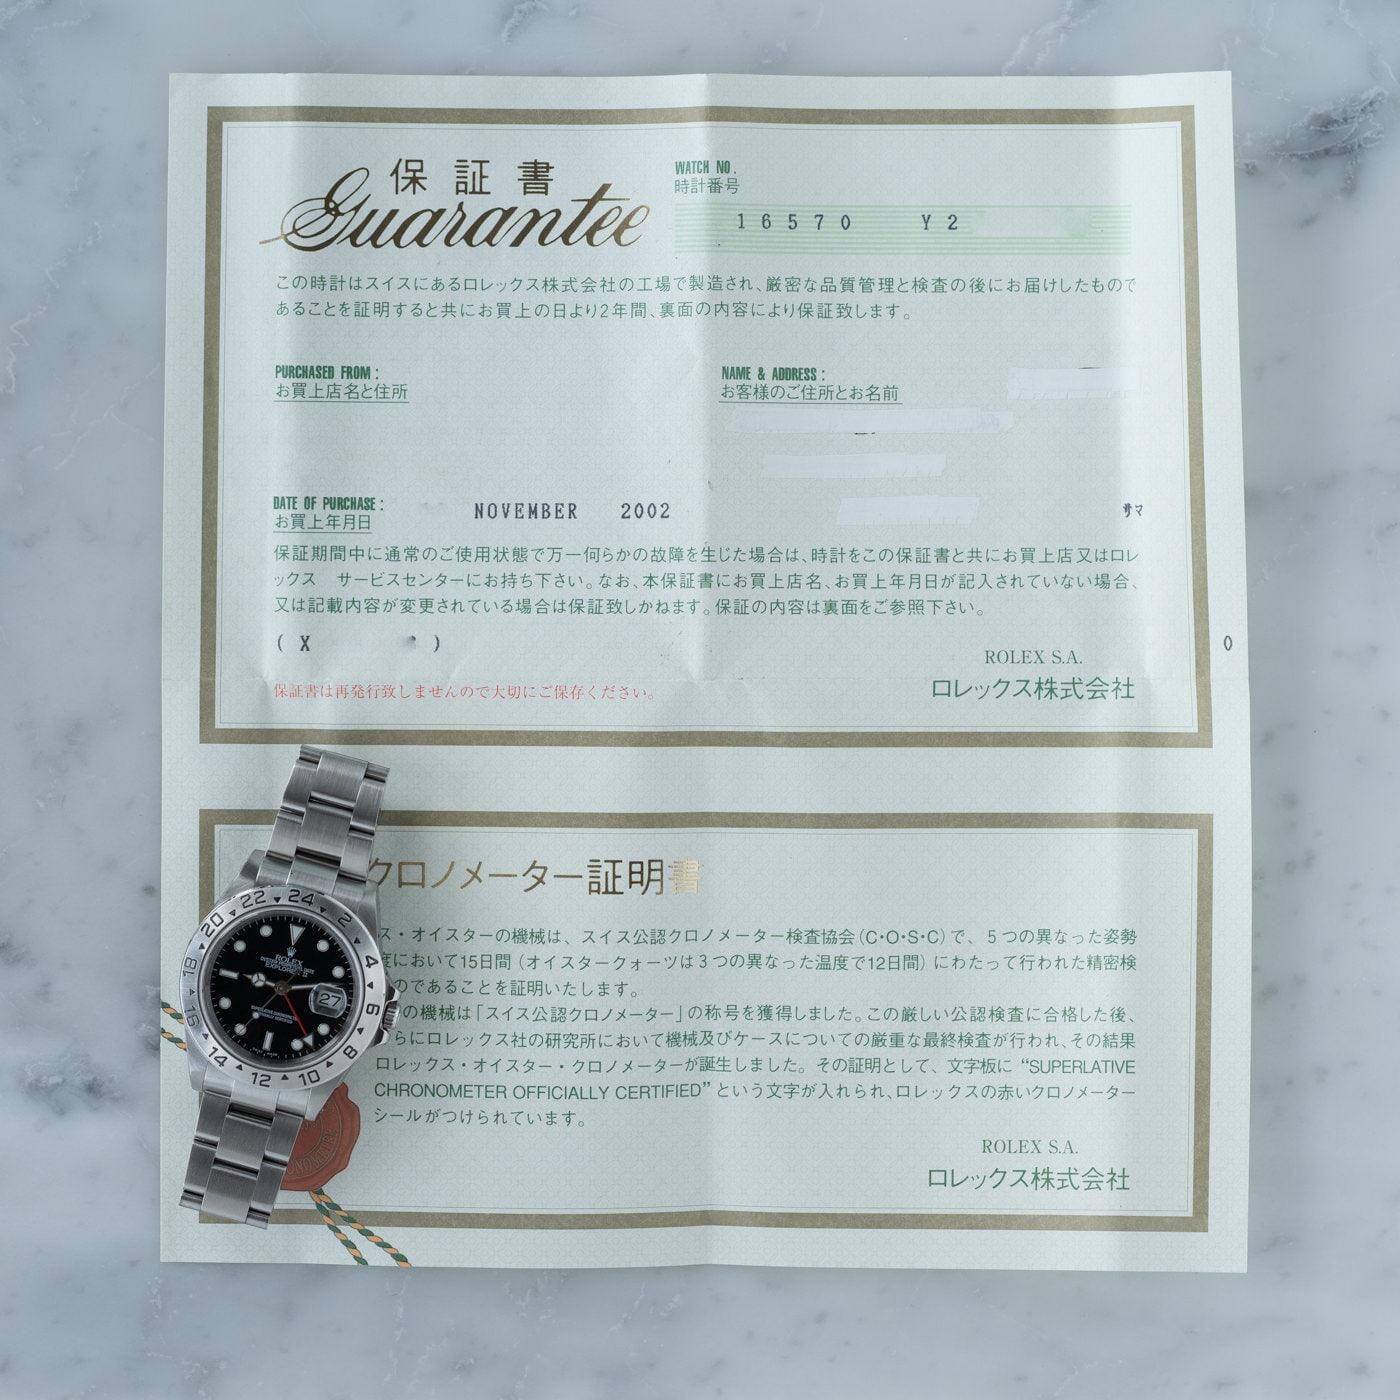 保証書
Guarantee
WATCH NO.
時計番号
16570 Y2
この時計はスイスにあるロレックス株式会社の工場で製造され、厳密な品質管理と検査の後にお届けしたもので
あることを証明すると共にお買上の日より2年間、裏面の内容により保証致します。
PURCHASED FROM:
お買上店名と住所
NAME & ADDRESS:
お客様のご住所とお名前
DATE OF PURCHASE:
お買上年月日
NOVEMBER 2002
サマ
保証期間中に通常のご使用状態で万一何らかの故障を生じた場合は、時計をこの保証書と共にお買上店又はロレ
ックス サービスセンターにお持ち下さい。なお、本保証書にお買上店名、お買上年月日が記入されていない場合、
又は記載内容が変更されている場合は保証致しかねます。保証の内容は裏面をご参照下さい。
( X )
0
ROLEX S.A.
ロレックス株式会社
保証書は再発行致しませんので大切にご保存ください。
クロノメーター証明書
ス・オイスターの機械は、スイス公認クロノメーター検査協会(C・O・S・C)で、5つの異なった姿勢
度において15日間(オイスタークォーツは3つの異なった温度で12日間)にわたって行われた精密検
のであることを証明いたします。
の機械は「スイス公認クロノメーター」の称号を獲得しました。この厳しい公認検査に合格した後、
らにロレックス社の研究所において機械及びケースについての厳重な最終検査が行われ、その結果
ロレックス・オイスター・クロノメーターが誕生しました。その証明として、文字板に “SUPERLATIVE
CHRONOMETER OFFICIALLY CERTIFIED” という文字が入れられ、ロレックスの赤いクロノメーター
シールがつけられています。
ROLEX S.A.
ロレックス株式会社
24 2 4 6 8 10 12 14 16 18 20 22
ROLEX
OYSTER PERPETUAL DATE
EXPLORER II
27